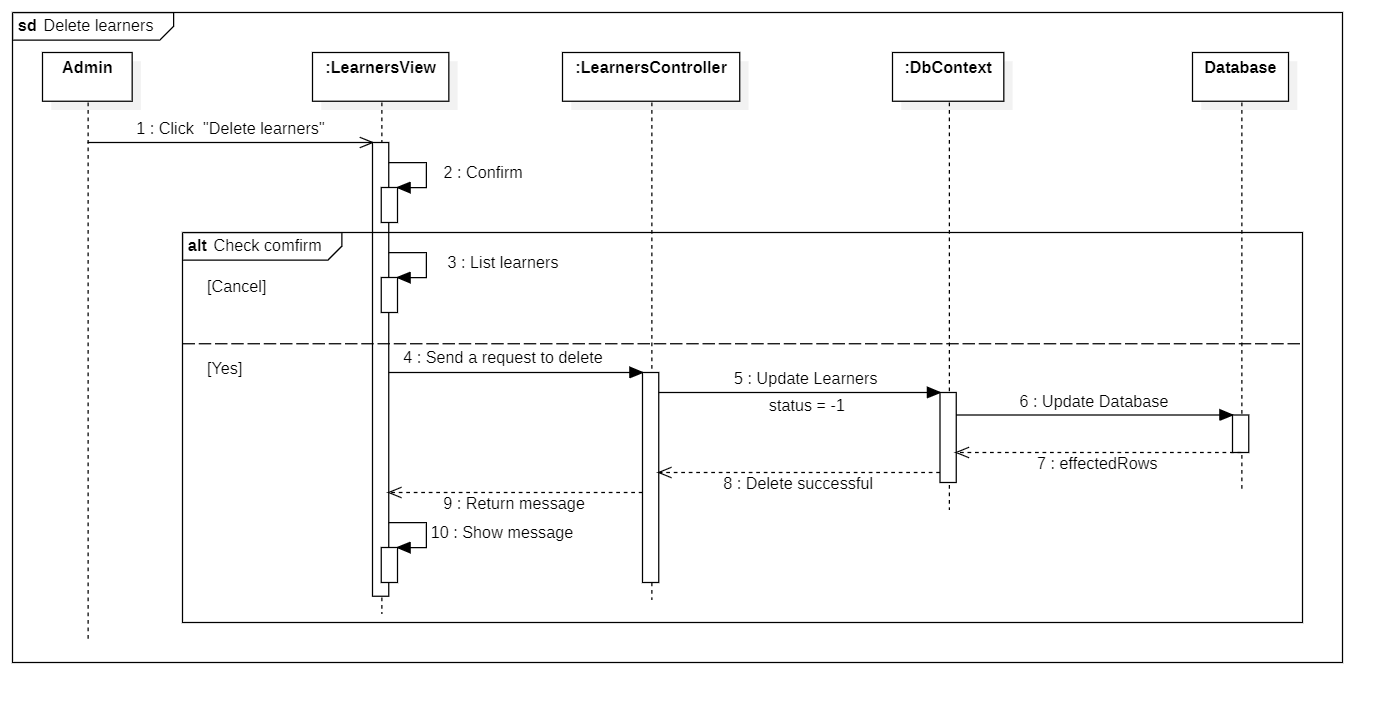 sd Delete learners
Admin
:LearnersView
:LearnersController
:DbContext
Database
1 : Click "Delete learners"
2 : Confirm
alt Check comfirm
3 : List learners
[Cancel]
4 : Send a request to delete
[Yes]
5 : Update Learners
status = -1
6 : Update Database
7 : effectedRows
8 : Delete successful
9 : Return message
10 : Show message